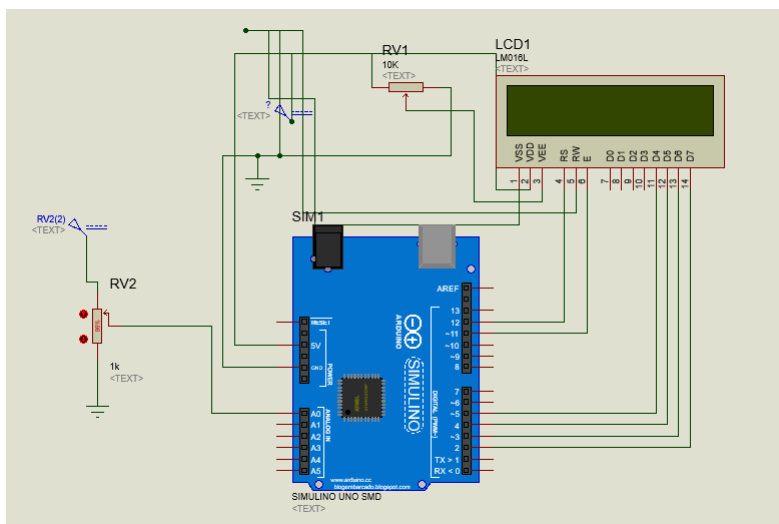 RV1
10K
<TEXT>
LCD1
LM016L
<TEXT>
?
<TEXT>
VSS
VDD
VEE
RS
RW
E
D0
D1
D2
D3
D4
D5
D6
D7
1
2
3
4
5
6
7
8
9
10
11
12
13
14
RV2(2)
<TEXT>
RV2
1k
<TEXT>
SIM1
AREF
13
12
~11
~10
~9
8
7
~6
~5
4
~3
2
TX > 1
RX < 0
DIGITAL (PWM~)
ARDUINO
SIMULINO
RESET
5V
GND
POWER
A0
A1
A2
A3
A4
A5
ANALOG IN
ATMEL
www.arduino.cc
blogembarcado.blogspot.com
SIMULINO UNO SMD
<TEXT>